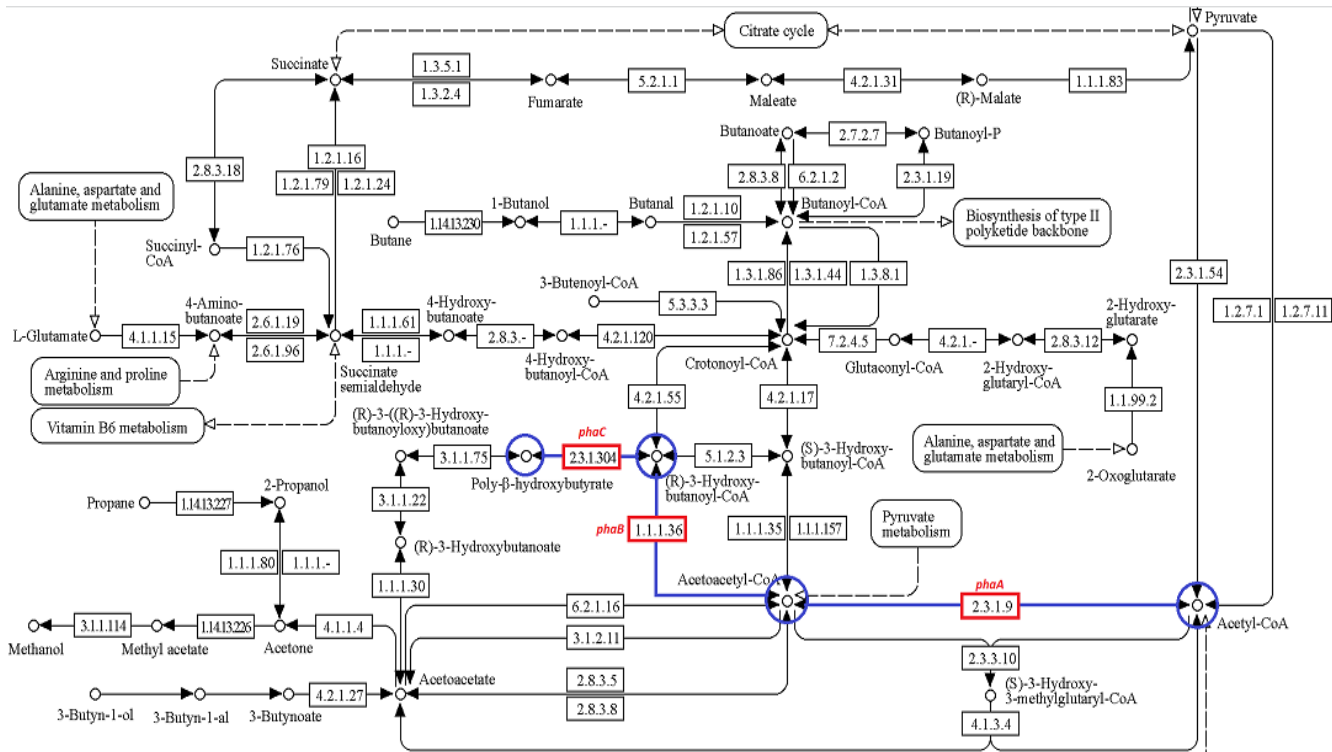 Citrate cycle
Pyruvate
Succinate
1.3.5.1
1.3.2.4
Fumarate
5.2.1.1
Maleate
4.2.1.31
(R)-Malate
1.1.1.83
Butanoate
2.7.2.7
Butanoyl-P
2.8.3.18
1.2.1.16
1.2.1.79
1.2.1.24
2.8.3.8
6.2.1.2
2.3.1.19
Alanine, aspartate and
glutamate metabolism
Butane
1.14.13.230
1-Butanol
1.1.1.-
Butanal
1.2.1.10
1.2.1.57
Butanoyl-CoA
Biosynthesis of type II
polyketide backbone
Succinyl-
CoA
1.2.1.76
1.3.1.86
1.3.1.44
1.3.8.1
2.3.1.54
3-Butenoyl-CoA
5.3.3.3
1.2.7.1
1.2.7.11
L-Glutamate
4.1.1.15
4-Amino-
butanoate
2.6.1.19
2.6.1.96
1.1.1.61
1.1.1.-
4-Hydroxy-
butanoate
2.8.3.-
4-Hydroxy-
butanoyl-CoA
4.2.1.120
Crotonoyl-CoA
7.2.4.5
Glutaconyl-CoA
4.2.1.-
2-Hydroxy-
glutaryl-CoA
2.8.3.12
2-Hydroxy-
glutarate
Arginine and proline
metabolism
Succinate
semialdehyde
4.2.1.55
4.2.1.17
1.1.99.2
Vitamin B6 metabolism
(R)-3-((R)-3-Hydroxy-
butanoyloxy)butanoate
phaC
3.1.1.75
2.3.1.304
5.1.2.3
(S)-3-Hydroxy-
butanoyl-CoA
Alanine, aspartate and
glutamate metabolism
2-Oxoglutarate
Poly-β-hydroxybutyrate
(R)-3-Hydroxy-
butanoyl-CoA
Propane
1.14.13.227
2-Propanol
3.1.1.22
phaB
1.1.1.36
1.1.1.35
1.1.1.157
Pyruvate
metabolism
(R)-3-Hydroxybutanoate
1.1.1.80
1.1.1.-
1.1.1.30
Acetoacetyl-CoA
phaA
2.3.1.9
Acetyl-CoA
6.2.1.16
Methanol
3.1.1.114
Methyl acetate
1.14.13.226
Acetone
4.1.1.4
3.1.2.11
2.3.3.10
Acetoacetate
2.8.3.5
2.8.3.8
(S)-3-Hydroxy-
3-methylglutaryl-CoA
3-Butyn-1-ol
3-Butyn-1-al
3-Butynoate
4.2.1.27
4.1.3.4